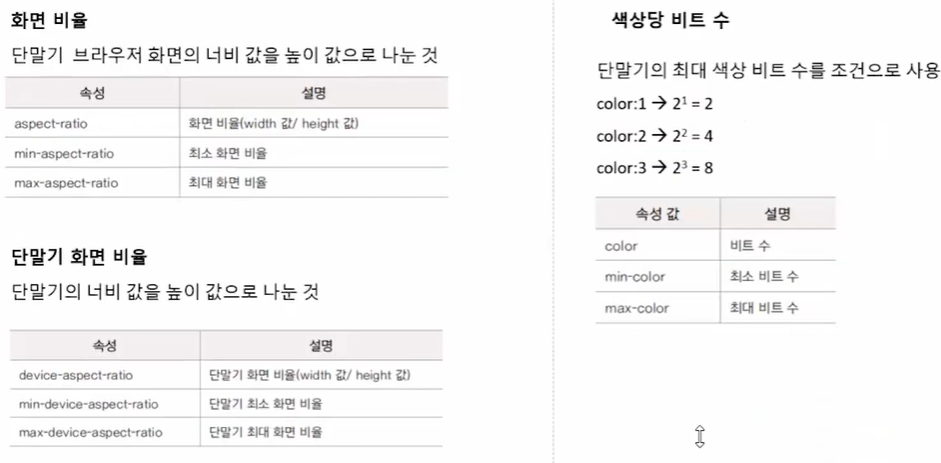 화면 비율
단말기 브라우저 화면의 너비 값을 높이 값으로 나눈 것
속성 설명
aspect-ratio 화면 비율(width 값/ height 값)
min-aspect-ratio 최소 화면 비율
max-aspect-ratio 최대 화면 비율
단말기 화면 비율
단말기의 너비 값을 높이 값으로 나눈 것
속성 설명
device-aspect-ratio 단말기 화면 비율(width 값/ height 값)
min-device-aspect-ratio 단말기 최소 화면 비율
max-device-aspect-ratio 단말기 최대 화면 비율
색상당 비트 수
단말기의 최대 색상 비트 수를 조건으로 사용
color:1 → 2¹ = 2
color:2 → 2² = 4
color:3 → 2³ = 8
속성 값 설명
color 비트 수
min-color 최소 비트 수
max-color 최대 비트 수